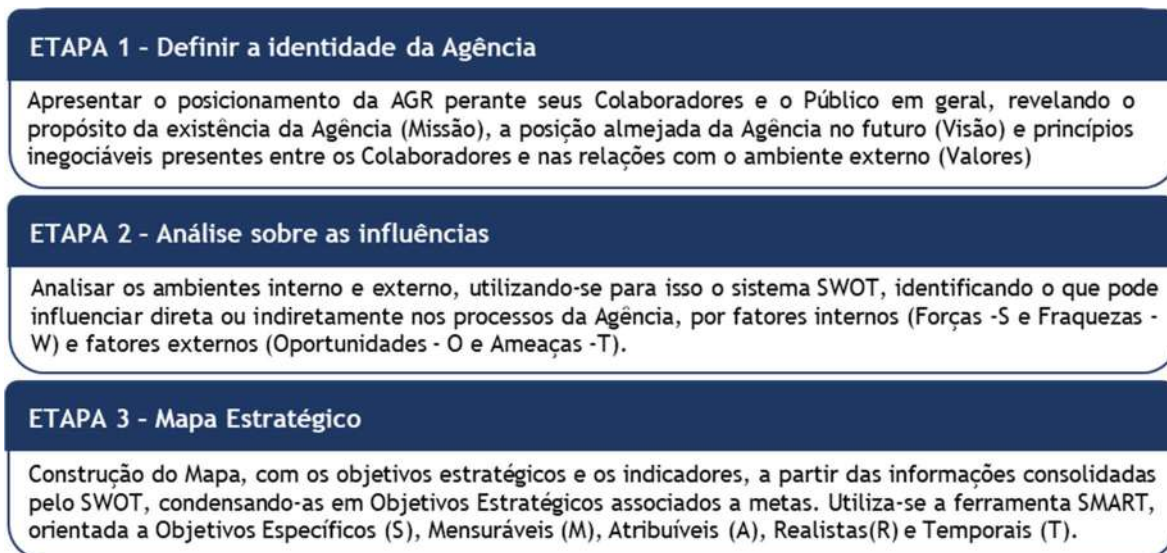 ETAPA 1 – Definir a identidade da Agência
Apresentar o posicionamento da AGR perante seus Colaboradores e o Público em geral, revelando o
propósito da existência da Agência (Missão), a posição almejada da Agência no futuro (Visão) e princípios
inegociáveis presentes entre os Colaboradores e nas relações com o ambiente externo (Valores)
ETAPA 2 – Análise sobre as influências
Analisar os ambientes interno e externo, utilizando-se para isso o sistema SWOT, identificando o que pode
influenciar direta ou indiretamente nos processos da Agência, por fatores internos (Forças -S e Fraquezas -
W) e fatores externos (Oportunidades - O e Ameaças -T).
ETAPA 3 – Mapa Estratégico
Construção do Mapa, com os objetivos estratégicos e os indicadores, a partir das informações consolidadas
pelo SWOT, condensando-as em Objetivos Estratégicos associados a metas. Utiliza-se a ferramenta SMART,
orientada a Objetivos Específicos (S), Mensuráveis (M), Atribuíveis (A), Realistas(R) e Temporais (T).